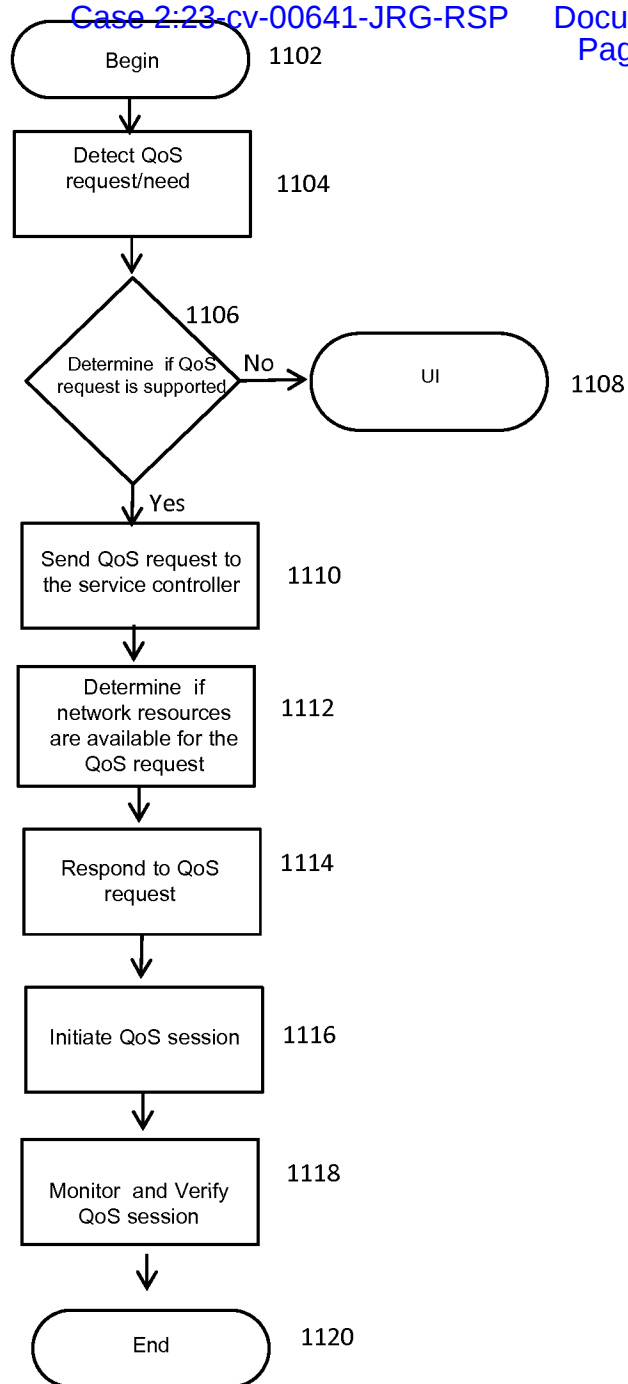 Case 2:23-cv-00641-JRG-RSP Docu
Pag
Begin
1102
Detect QoS
request/need
1104
1106
Determine if QoS
request is supported
No
UI
1108
Yes
Send QoS request to
the service controller
1110
Determine if
network resources
are available for the
QoS request
1112
Respond to QoS
request
1114
Initiate QoS session
1116
Monitor and Verify
QoS session
1118
End
1120